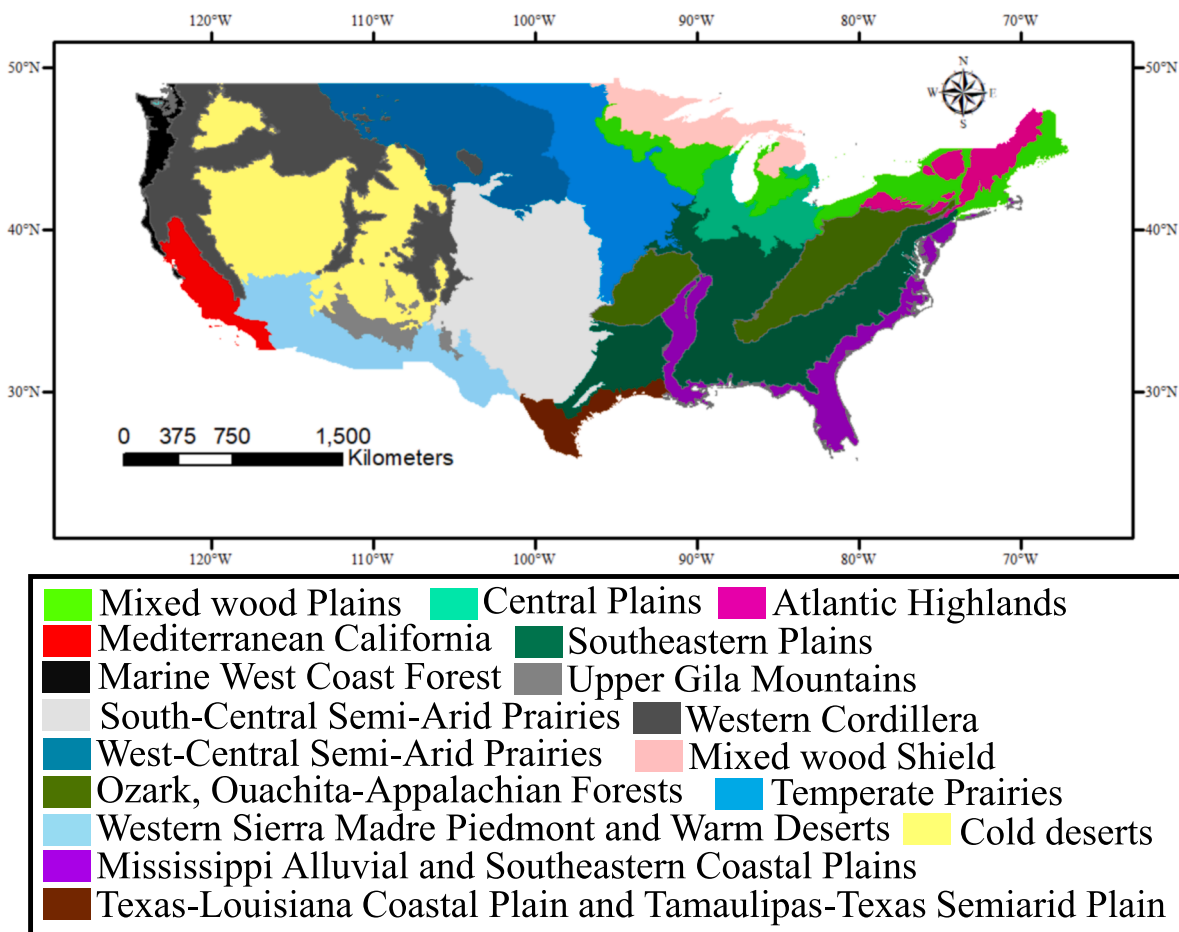 120°W 110°W 100°W 90°W 80°W 70°W
50°N 50°N
N
W E
S
40°N 40°N
30°N 30°N
0 375 750 1,500
Kilometers
120°W 110°W 100°W 90°W 80°W 70°W
Mixed wood Plains Central Plains Atlantic Highlands
Mediterranean California Southeastern Plains
Marine West Coast Forest Upper Gila Mountains
South-Central Semi-Arid Prairies Western Cordillera
West-Central Semi-Arid Prairies Mixed wood Shield
Ozark, Ouachita-Appalachian Forests Temperate Prairies
Western Sierra Madre Piedmont and Warm Deserts Cold deserts
Mississippi Alluvial and Southeastern Coastal Plains
Texas-Louisiana Coastal Plain and Tamaulipas-Texas Semiarid Plain